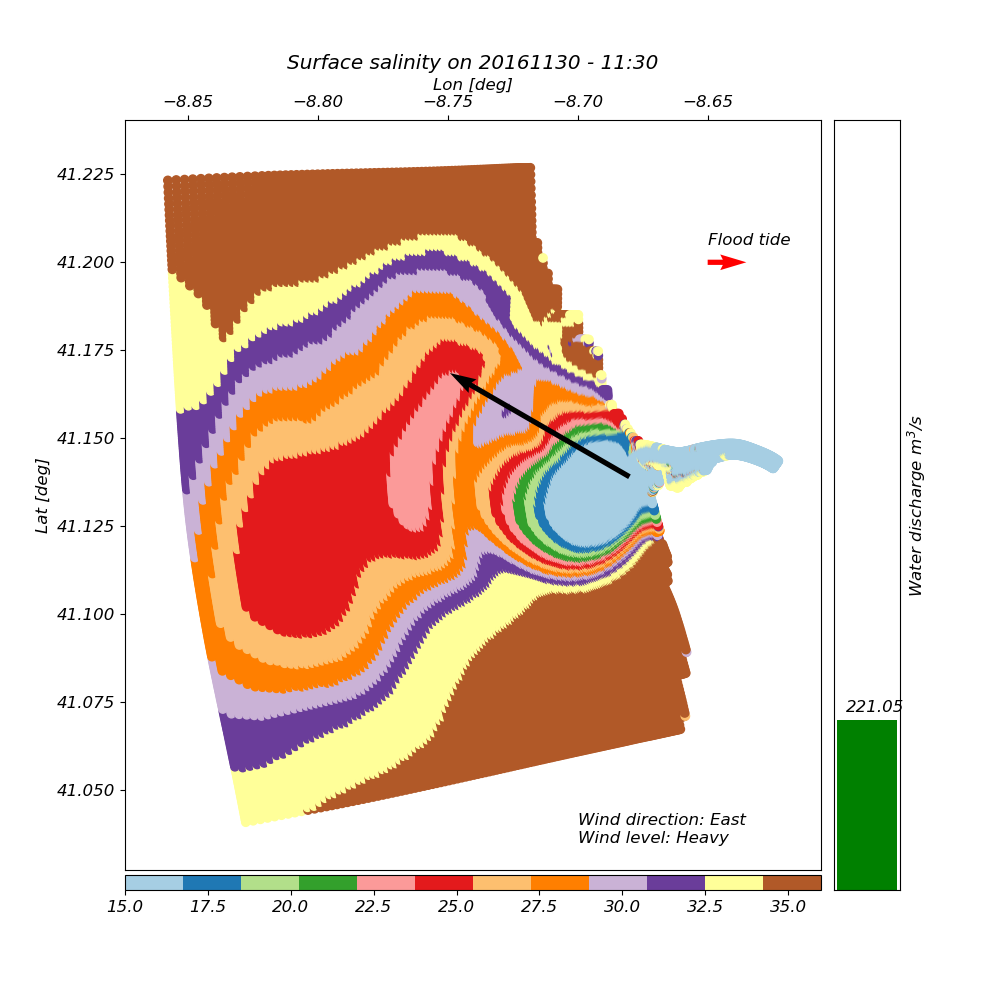 Surface salinity on 20161130 - 11:30
Lon [deg]
−8.85 −8.80 −8.75 −8.70 −8.65
41.225
41.200
41.175
41.150
41.125
41.100
41.075
41.050
Lat [deg]
Flood tide
Wind direction: East
Wind level: Heavy
221.05
Water discharge m³/s
15.0 17.5 20.0 22.5 25.0 27.5 30.0 32.5 35.0